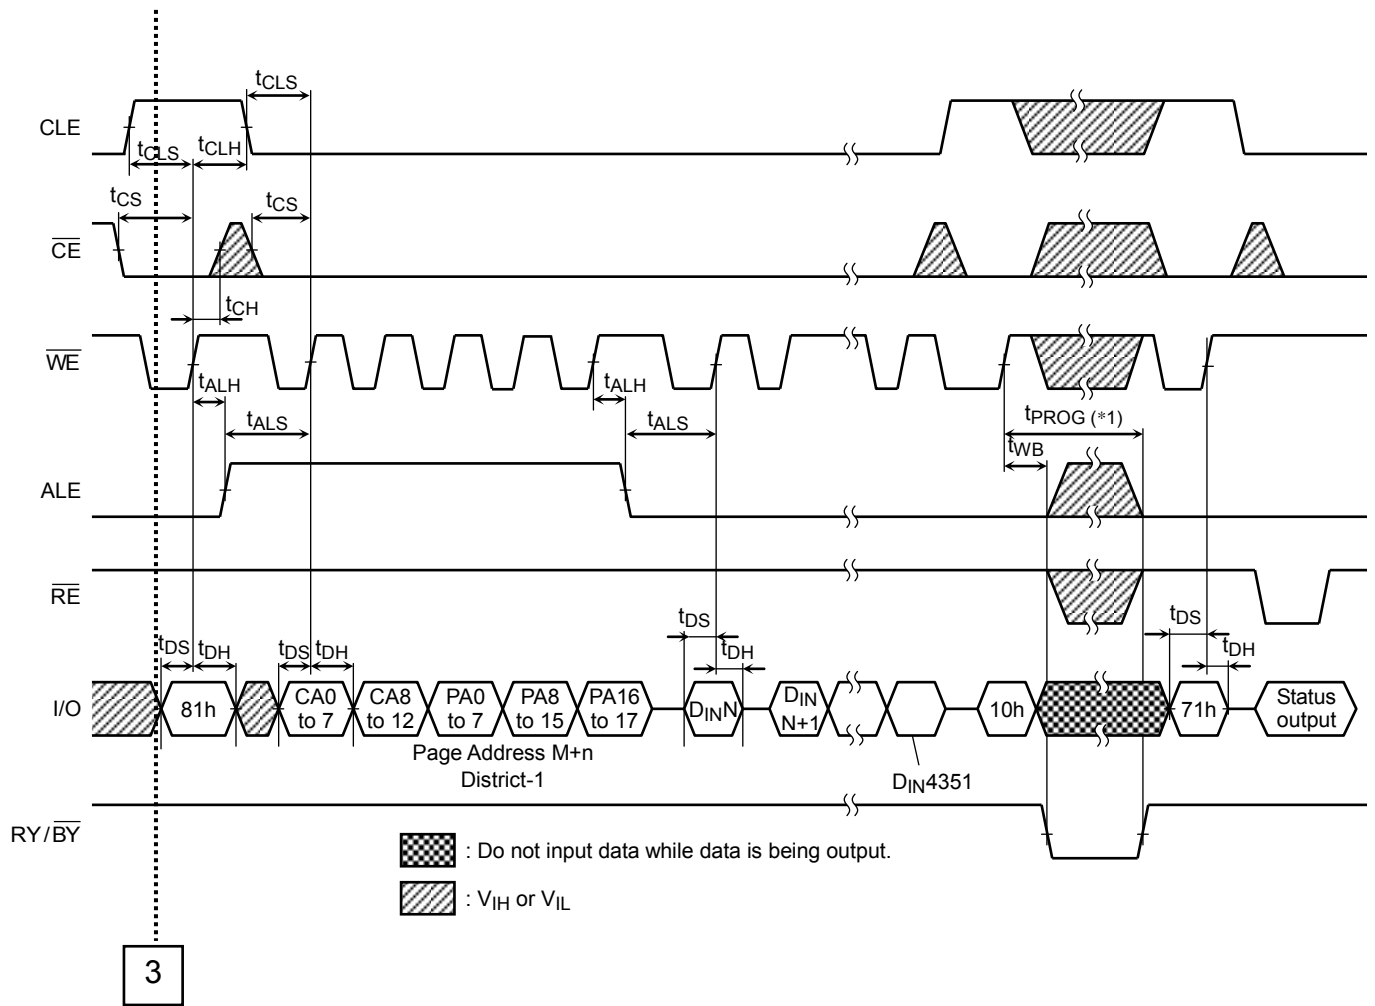 tCLS
CLE
tCLS
tCLH
tCS
tCS
CE
tCH
WE
tALH
tALH
tALS
tALS
tPROG (*1)
tWB
ALE
RE
tDS
tDH
tDS
tDH
tDS
tDH
tDS
tDH
I/O
81h
CA0 to 7
CA8 to 12
PA0 to 7
PA8 to 15
PA16 to 17
DINN
DIN N+1
10h
71h
Status output
Page Address M+n
District-1
DIN4351
RY/BY
: Do not input data while data is being output.
: VIH or VIL
3